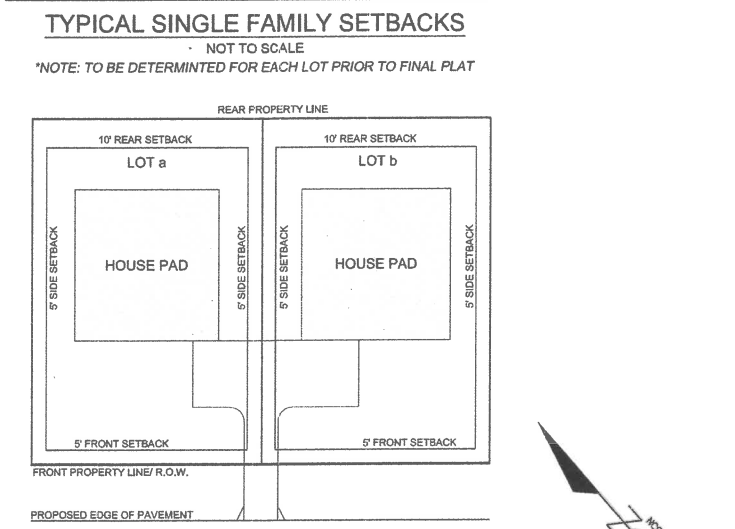 TYPICAL SINGLE FAMILY SETBACKS
NOT TO SCALE
*NOTE: TO BE DETERMINTED FOR EACH LOT PRIOR TO FINAL PLAT
REAR PROPERTY LINE
10' REAR SETBACK
10' REAR SETBACK
LOT a
LOT b
5' SIDE SETBACK
HOUSE PAD
5' SIDE SETBACK
5' SIDE SETBACK
HOUSE PAD
5' SIDE SETBACK
5' FRONT SETBACK
5' FRONT SETBACK
FRONT PROPERTY LINE/ R.O.W.
PROPOSED EDGE OF PAVEMENT